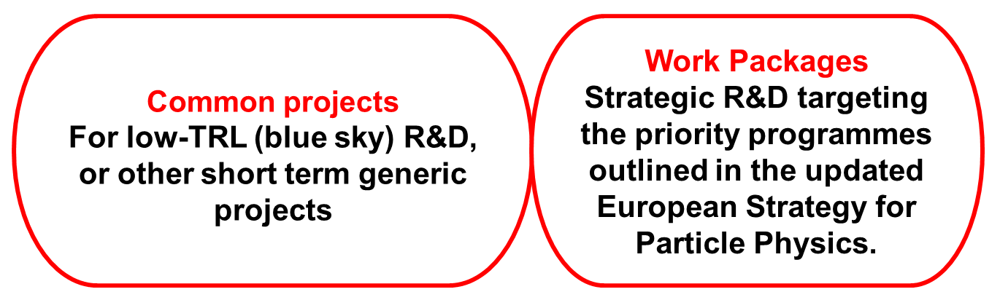 Common projects
For low-TRL (blue sky) R&D,
or other short term generic
projects
Work Packages
Strategic R&D targeting
the priority programmes
outlined in the updated
European Strategy for
Particle Physics.